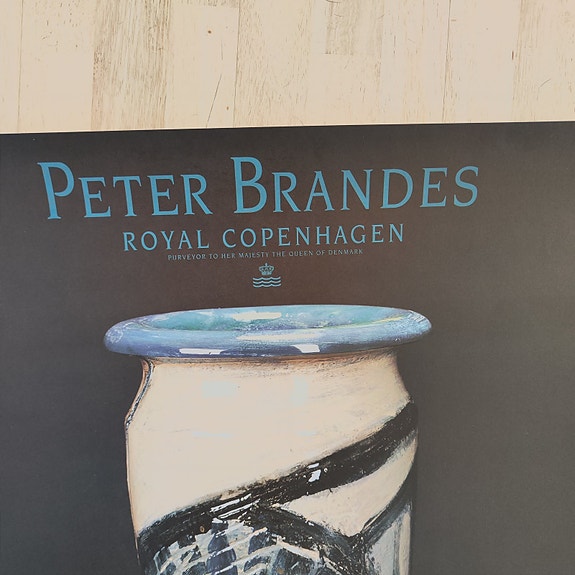 PETER BRANDES
ROYAL COPENHAGEN
PURVEYOR TO HER MAJESTY THE QUEEN OF DENMARK